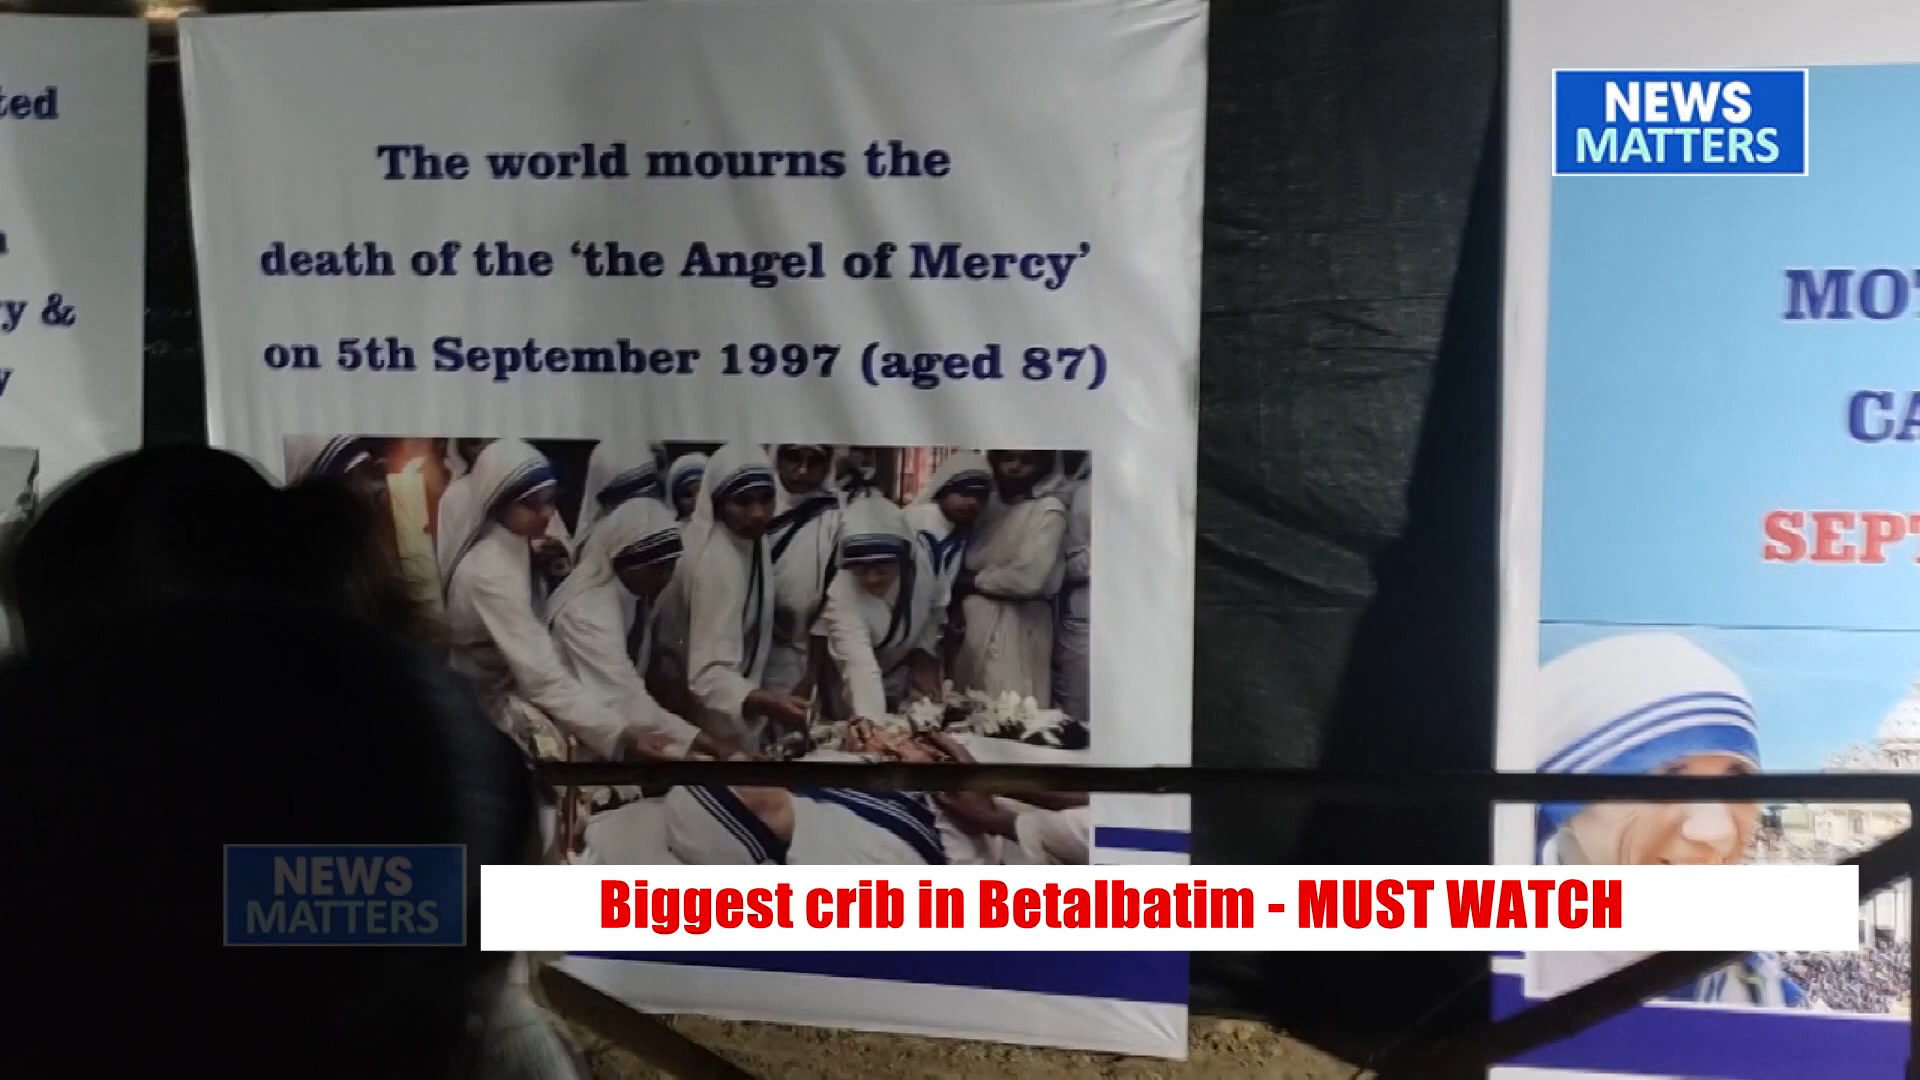 ted
y &
The world mourns the
death of the ‘the Angel of Mercy’
on 5th September 1997 (aged 87)
NEWS
MATTERS
NEWS
MATTERS
Biggest crib in Betalbatim - MUST WATCH